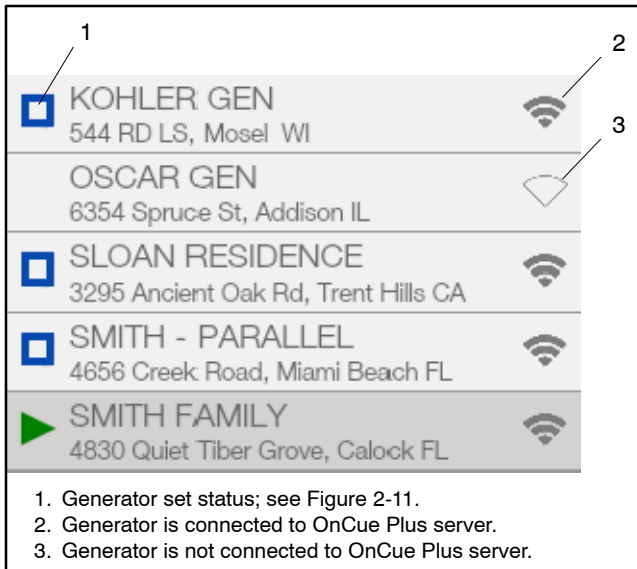 1
2
3
KOHLER GEN
544 RD LS, Mosel WI
OSCAR GEN
6354 Spruce St, Addison IL
SLOAN RESIDENCE
3295 Ancient Oak Rd, Trent Hills CA
SMITH - PARALLEL
4656 Creek Road, Miami Beach FL
SMITH FAMILY
4830 Quiet Tiber Grove, Calock FL
1. Generator set status; see Figure 2-11.
2. Generator is connected to OnCue Plus server.
3. Generator is not connected to OnCue Plus server.